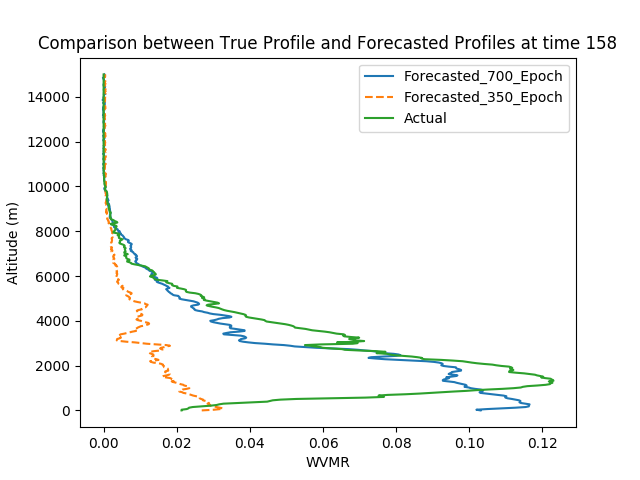 Comparison between True Profile and Forecasted Profiles at time 158
Forecasted_700_Epoch
Forecasted_350_Epoch
Actual
Altitude (m)
14000
12000
10000
8000
6000
4000
2000
0
0.00 0.02 0.04 0.06 0.08 0.10 0.12
WVMR